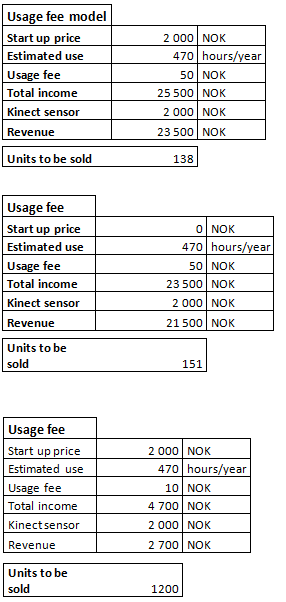 Usage fee model
Start up price 2 000 NOK
Estimated use 470 hours/year
Usage fee 50 NOK
Total income 25 500 NOK
Kinect sensor 2 000 NOK
Revenue 23 500 NOK
Units to be sold 138
Usage fee
Start up price 0 NOK
Estimated use 470 hours/year
Usage fee 50 NOK
Total income 23 500 NOK
Kinect sensor 2 000 NOK
Revenue 21 500 NOK
Units to be
sold 151
Usage fee
Start up price 2 000 NOK
Estimated use 470 hours/year
Usage fee 10 NOK
Total income 4 700 NOK
Kinect sensor 2 000 NOK
Revenue 2 700 NOK
Units to be
sold 1200